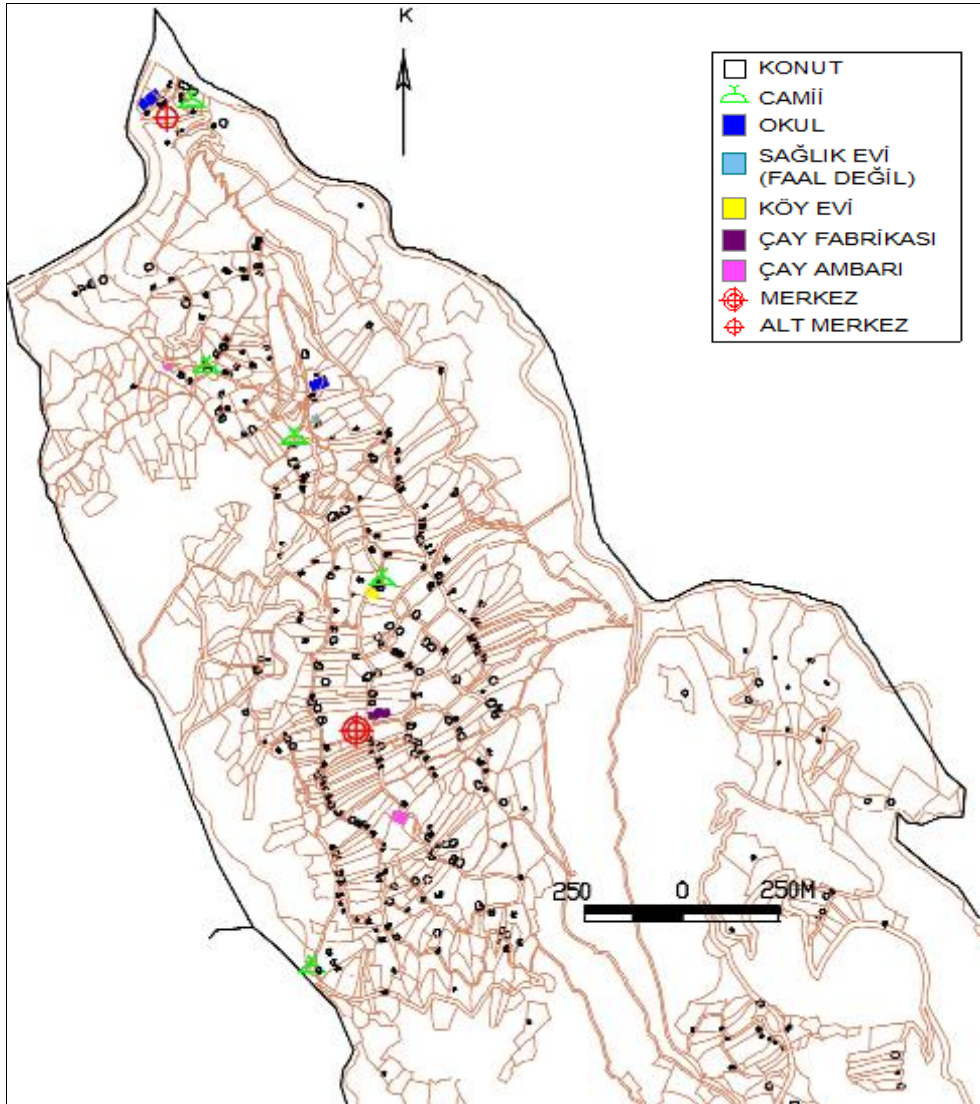 K
KONUT
CAMİİ
OKUL
SAĞLIK EVİ
(FAAL DEĞİL)
KÖY EVİ
ÇAY FABRİKASI
ÇAY AMBARI
MERKEZ
ALT MERKEZ
250 0 250M